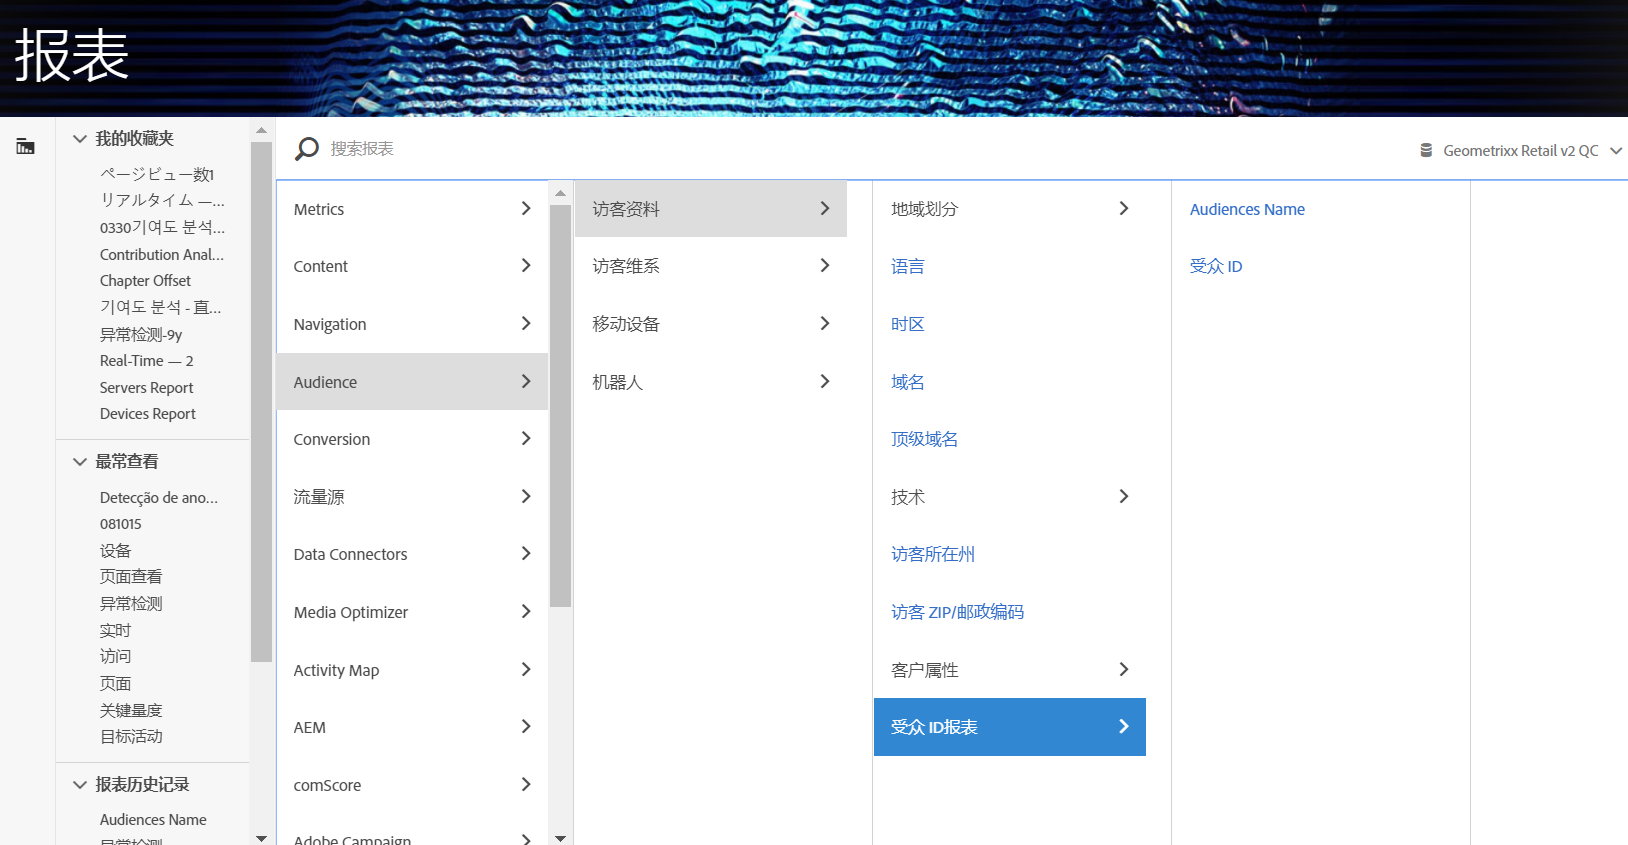 报表
我的收藏夹
ページビュー数1
リアルタイム —...
0330기여도 분석...
Contribution Anal...
Chapter Offset
기여도 분석 - 直...
异常检测-9y
Real-Time — 2
Servers Report
Devices Report
最常查看
Detecção de ano...
081015
设备
页面查看
异常检测
实时
访问
页面
关键量度
目标活动
报表历史记录
Audiences Name
异常检测
搜索报表
Geometrixx Retail v2 QC
Metrics
Content
Navigation
Audience
Conversion
流量源
Data Connectors
Media Optimizer
Activity Map
AEM
comScore
Adobe Campaign
访客资料
访客维系
移动设备
机器人
地域划分
语言
时区
域名
顶级域名
技术
访客所在州
访客 ZIP/邮政编码
客户属性
受众 ID报表
Audiences Name
受众 ID